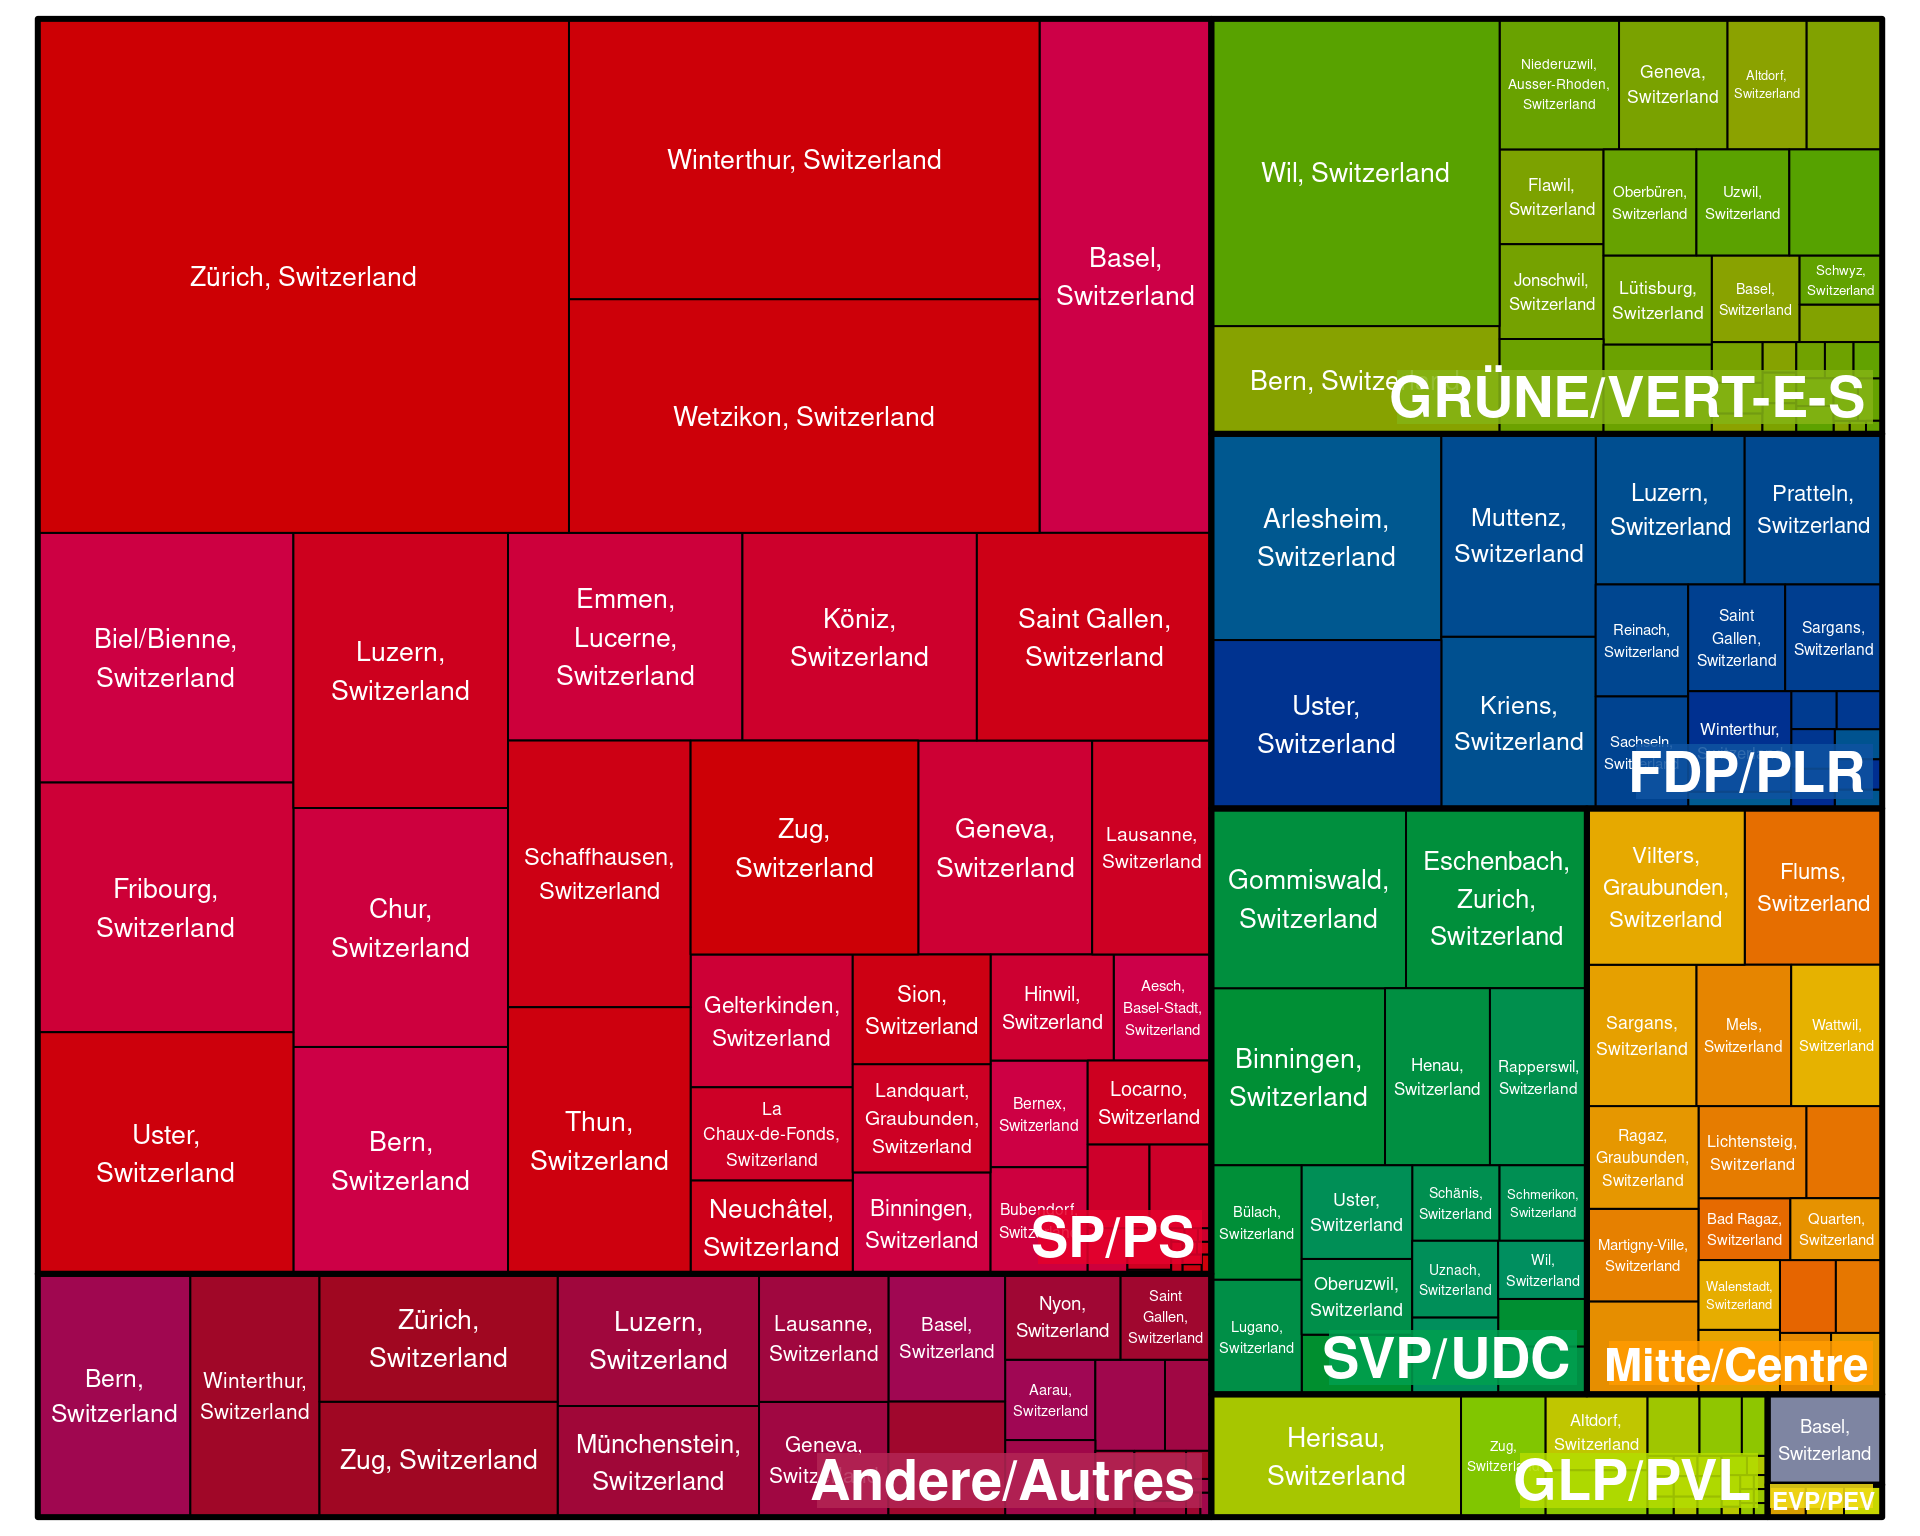 Zürich, Switzerland
Winterthur, Switzerland
Wetzikon, Switzerland
Basel,
Switzerland
Biel/Bienne,
Switzerland
Fribourg,
Switzerland
Uster,
Switzerland
Luzern,
Switzerland
Chur,
Switzerland
Bern,
Switzerland
Emmen,
Lucerne,
Switzerland
Köniz,
Switzerland
Saint Gallen,
Switzerland
Schaffhausen,
Switzerland
Thun,
Switzerland
Zug,
Switzerland
Geneva,
Switzerland
Lausanne,
Switzerland
Gelterkinden,
Switzerland
La
Chaux-de-Fonds,
Switzerland
Neuchâtel,
Switzerland
Sion,
Switzerland
Landquart,
Graubunden,
Switzerland
Binningen,
Switzerland
Hinwil,
Switzerland
Aesch,
Basel-Stadt,
Switzerland
Bernex,
Switzerland
Locarno,
Switzerland
Bubendorf,
SP/PS
Bern,
Switzerland
Winterthur,
Switzerland
Zürich,
Switzerland
Zug, Switzerland
Luzern,
Switzerland
Münchenstein,
Switzerland
Lausanne,
Switzerland
Geneva,
Basel,
Switzerland
Nyon,
Switzerland
Saint
Gallen,
Switzerland
Aarau,
Switzerland
Andere/Autres
Wil, Switzerland
Bern, Switzerland
Niederuzwil,
Ausser-Rhoden,
Switzerland
Geneva,
Switzerland
Altdorf,
Switzerland
Flawil,
Switzerland
Oberbüren,
Switzerland
Uzwil,
Switzerland
Jonschwil,
Switzerland
Lütisburg,
Switzerland
Basel,
Switzerland
Schwyz,
Switzerland
GRÜNE/VERT-E-S
Arlesheim,
Switzerland
Uster,
Switzerland
Muttenz,
Switzerland
Kriens,
Switzerland
Luzern,
Switzerland
Pratteln,
Switzerland
Reinach,
Switzerland
Saint
Gallen,
Switzerland
Sargans,
Switzerland
Sachseln,
Winterthur,
Switzerland
FDP/PLR
Gommiswald,
Switzerland
Eschenbach,
Zurich,
Switzerland
Binningen,
Switzerland
Henau,
Switzerland
Rapperswil,
Switzerland
Bülach,
Switzerland
Lugano,
Switzerland
Uster,
Switzerland
Oberuzwil,
Switzerland
Schänis,
Switzerland
Schmerikon,
Switzerland
Uznach,
Switzerland
Wil,
Switzerland
SVP/UDC
Vilters,
Graubunden,
Switzerland
Flums,
Switzerland
Sargans,
Switzerland
Mels,
Switzerland
Wattwil,
Switzerland
Ragaz,
Graubunden,
Switzerland
Lichtensteig,
Switzerland
Martigny-Ville,
Switzerland
Bad Ragaz,
Switzerland
Quarten,
Switzerland
Walenstadt,
Switzerland
Mitte/Centre
Herisau,
Switzerland
Zug,
Altdorf,
Switzerland
GLP/PVL
Basel,
Switzerland
EVP/PEV